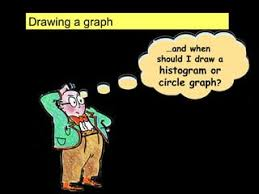 Drawing a graph
...and when
should I draw a
histogram or
circle graph?